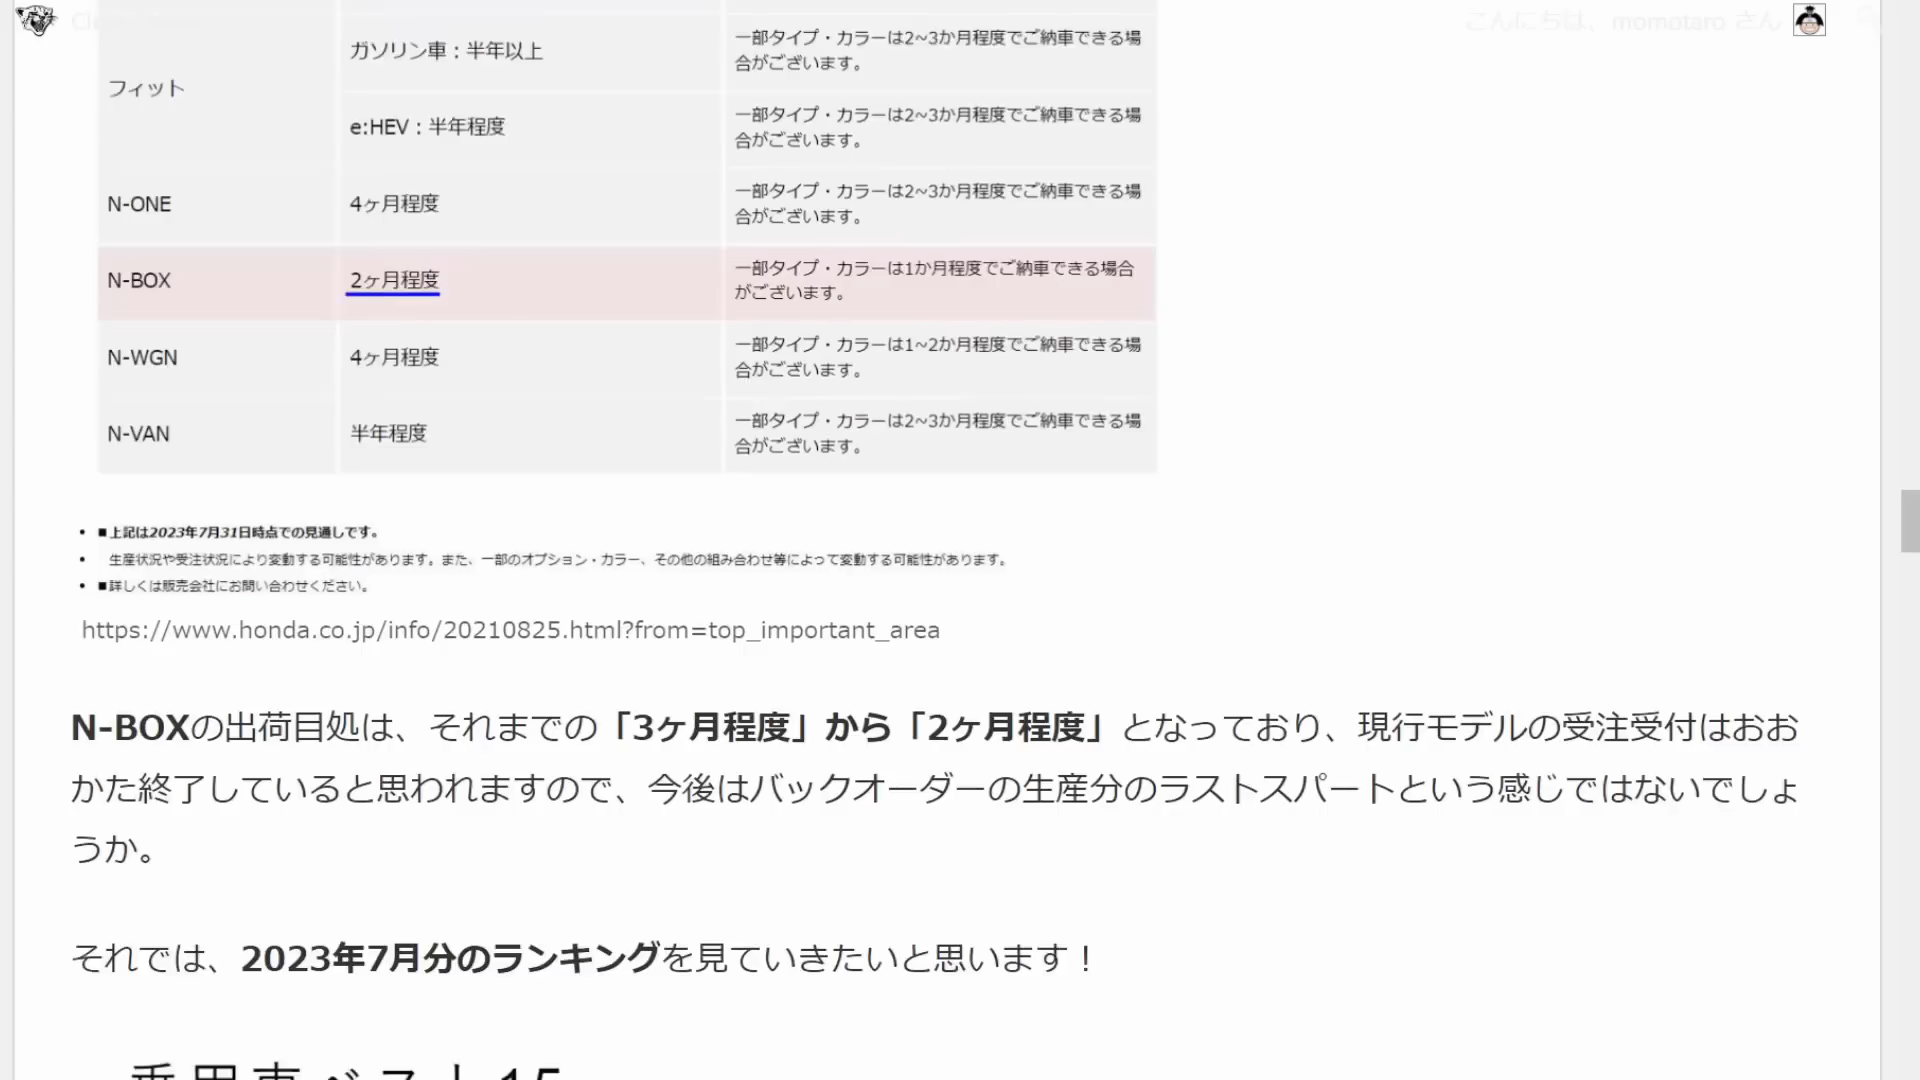 こんにちは、momotaro さん
ガソリン車：半年以上
一部タイプ・カラーは2~3か月程度でご納車できる場
合がございます。
フィット
e:HEV：半年程度
一部タイプ・カラーは2~3か月程度でご納車できる場
合がございます。
N-ONE
4ヶ月程度
一部タイプ・カラーは2~3か月程度でご納車できる場
合がございます。
N-BOX
2ヶ月程度
一部タイプ・カラーは1か月程度でご納車できる場合
がございます。
N-WGN
4ヶ月程度
一部タイプ・カラーは1~2か月程度でご納車できる場
合がございます。
N-VAN
半年程度
一部タイプ・カラーは2~3か月程度でご納車できる場
合がございます。
• ■上記は2023年7月31日時点での見通しです。
• 生産状況や受注状況により変動する可能性があります。また、一部のオプション・カラー、その他の組み合わせ等によって変動する可能性があります。
• ■詳しくは販売会社にお問い合わせください。
https://www.honda.co.jp/info/20210825.html?from=top_important_area
N-BOXの出荷目処は、それまでの「3ヶ月程度」から「2ヶ月程度」となっており、現行モデルの受注受付はおお
かた終了していると思われますので、今後はバックオーダーの生産分のラストスパートという感じではないでしょ
うか。
それでは、2023年7月分のランキングを見ていきたいと思います！
乗用車ベスト15